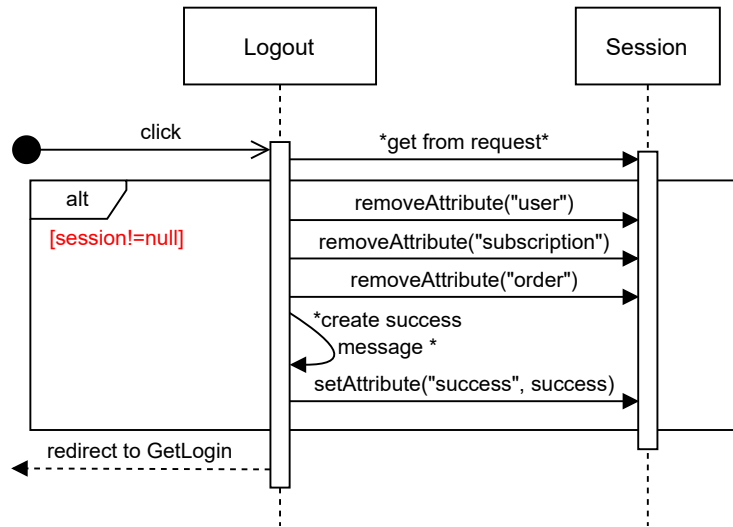 Logout
Session
click
*get from request*
alt
removeAttribute("user")
[session!=null]
removeAttribute("subscription")
removeAttribute("order")
*create success
message *
setAttribute("success", success)
redirect to GetLogin